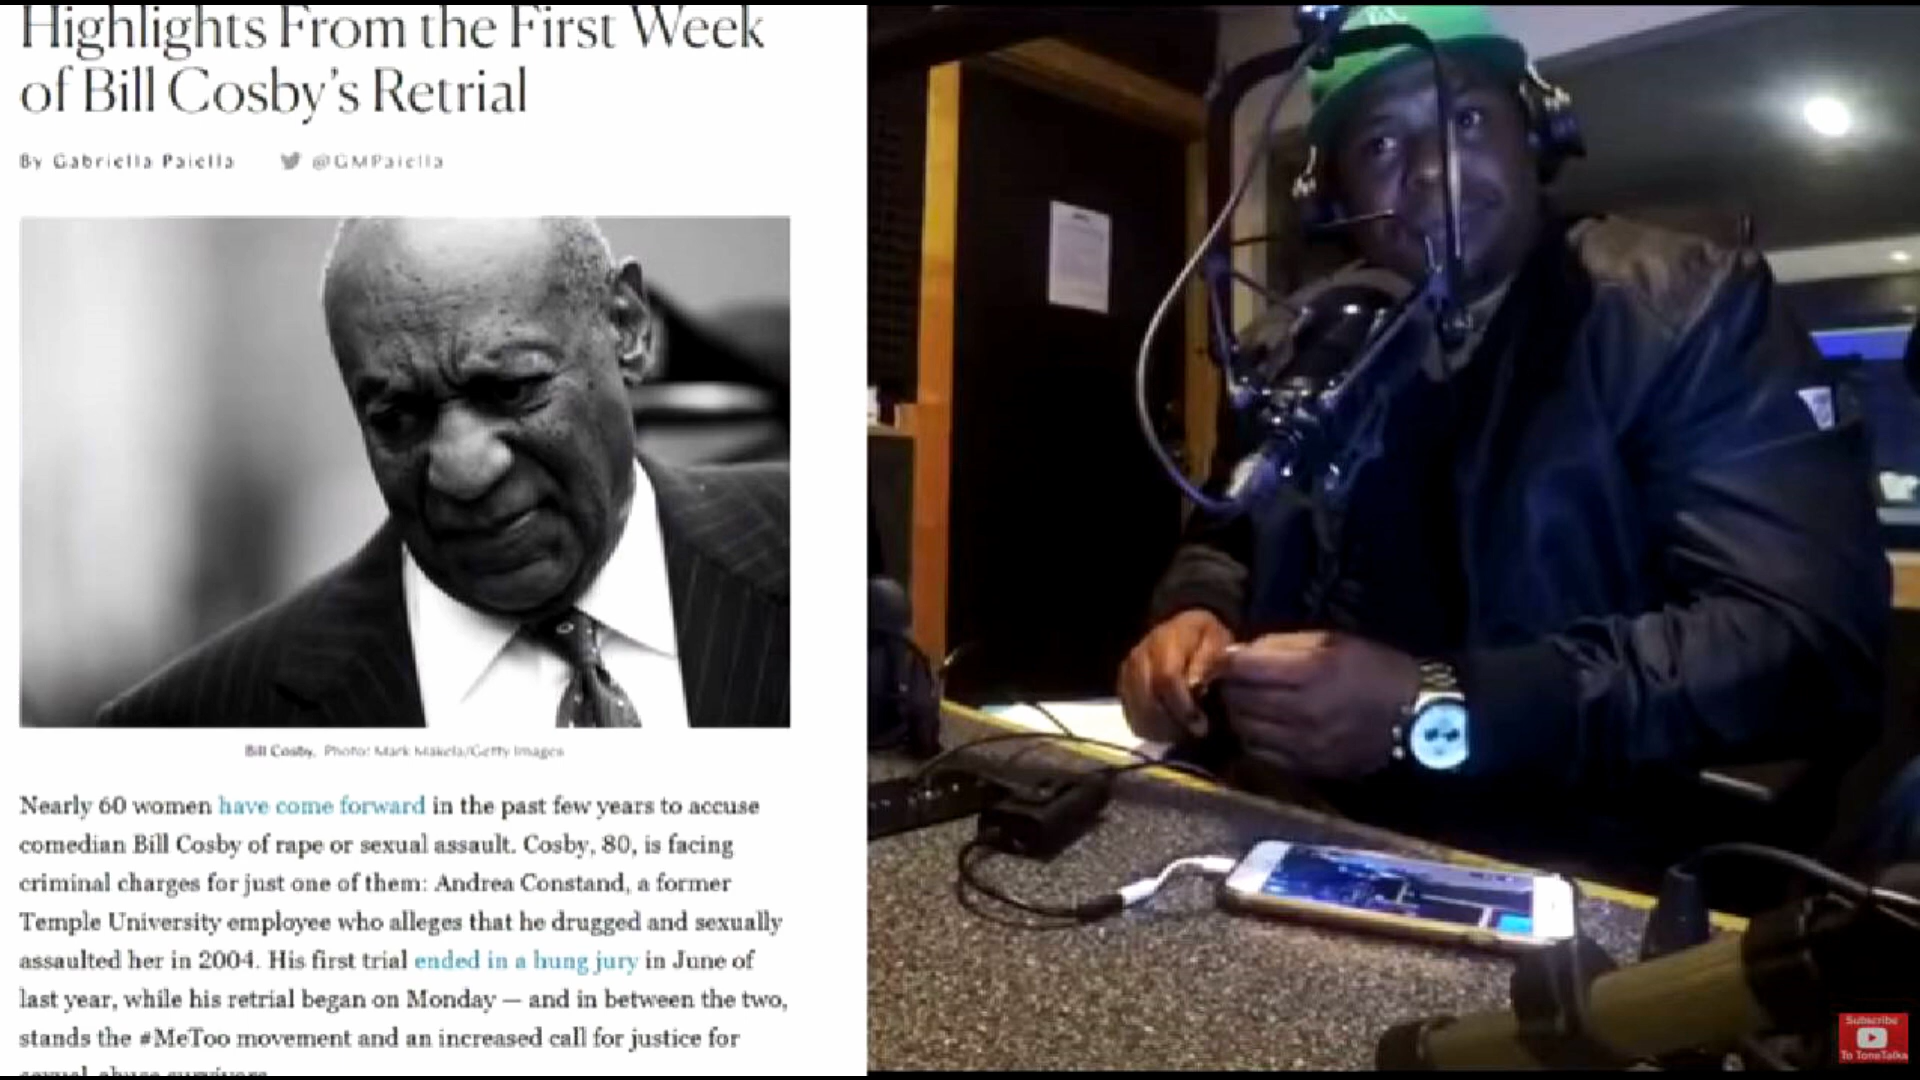 Highlights From the First Week
of Bill Cosby's Retrial
By Gabriella Paiella @GMPaiella
Bill Cosby. Photo: Mark Makela/Getty Images
Nearly 60 women have come forward in the past few years to accuse
comedian Bill Cosby of rape or sexual assault. Cosby, 80, is facing
criminal charges for just one of them: Andrea Constand, a former
Temple University employee who alleges that he drugged and sexually
assaulted her in 2004. His first trial ended in a hung jury in June of
last year, while his retrial began on Monday — and in between the two,
stands the #MeToo movement and an increased call for justice for
sexual-abuse survivors.
Subscribe
To ToneTalks